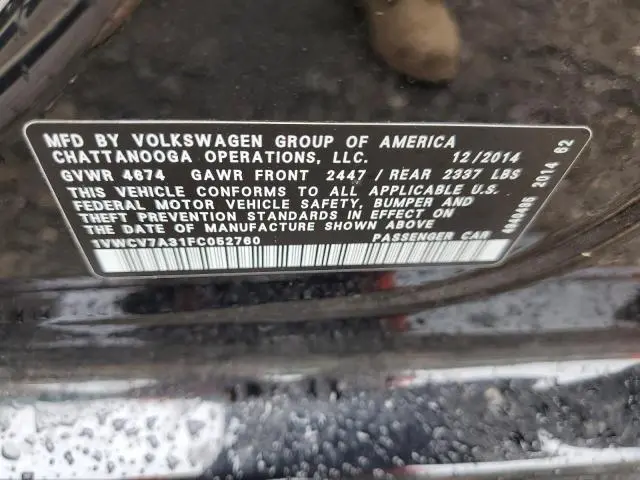 MFD BY VOLKSWAGEN GROUP OF AMERICA
CHATTANOOGA OPERATIONS, LLC. 12/2014
GVWR 4674 GAWR FRONT 2447 / REAR 2337 LBS
THIS VEHICLE CONFORMS TO ALL APPLICABLE U.S.
FEDERAL MOTOR VEHICLE SAFETY, BUMPER AND
THEFT PREVENTION STANDARDS IN EFFECT ON
THE DATE OF MANUFACTURE SHOWN ABOVE
1VWCV7A31FC052760 PASSENGER CAR
2014 62